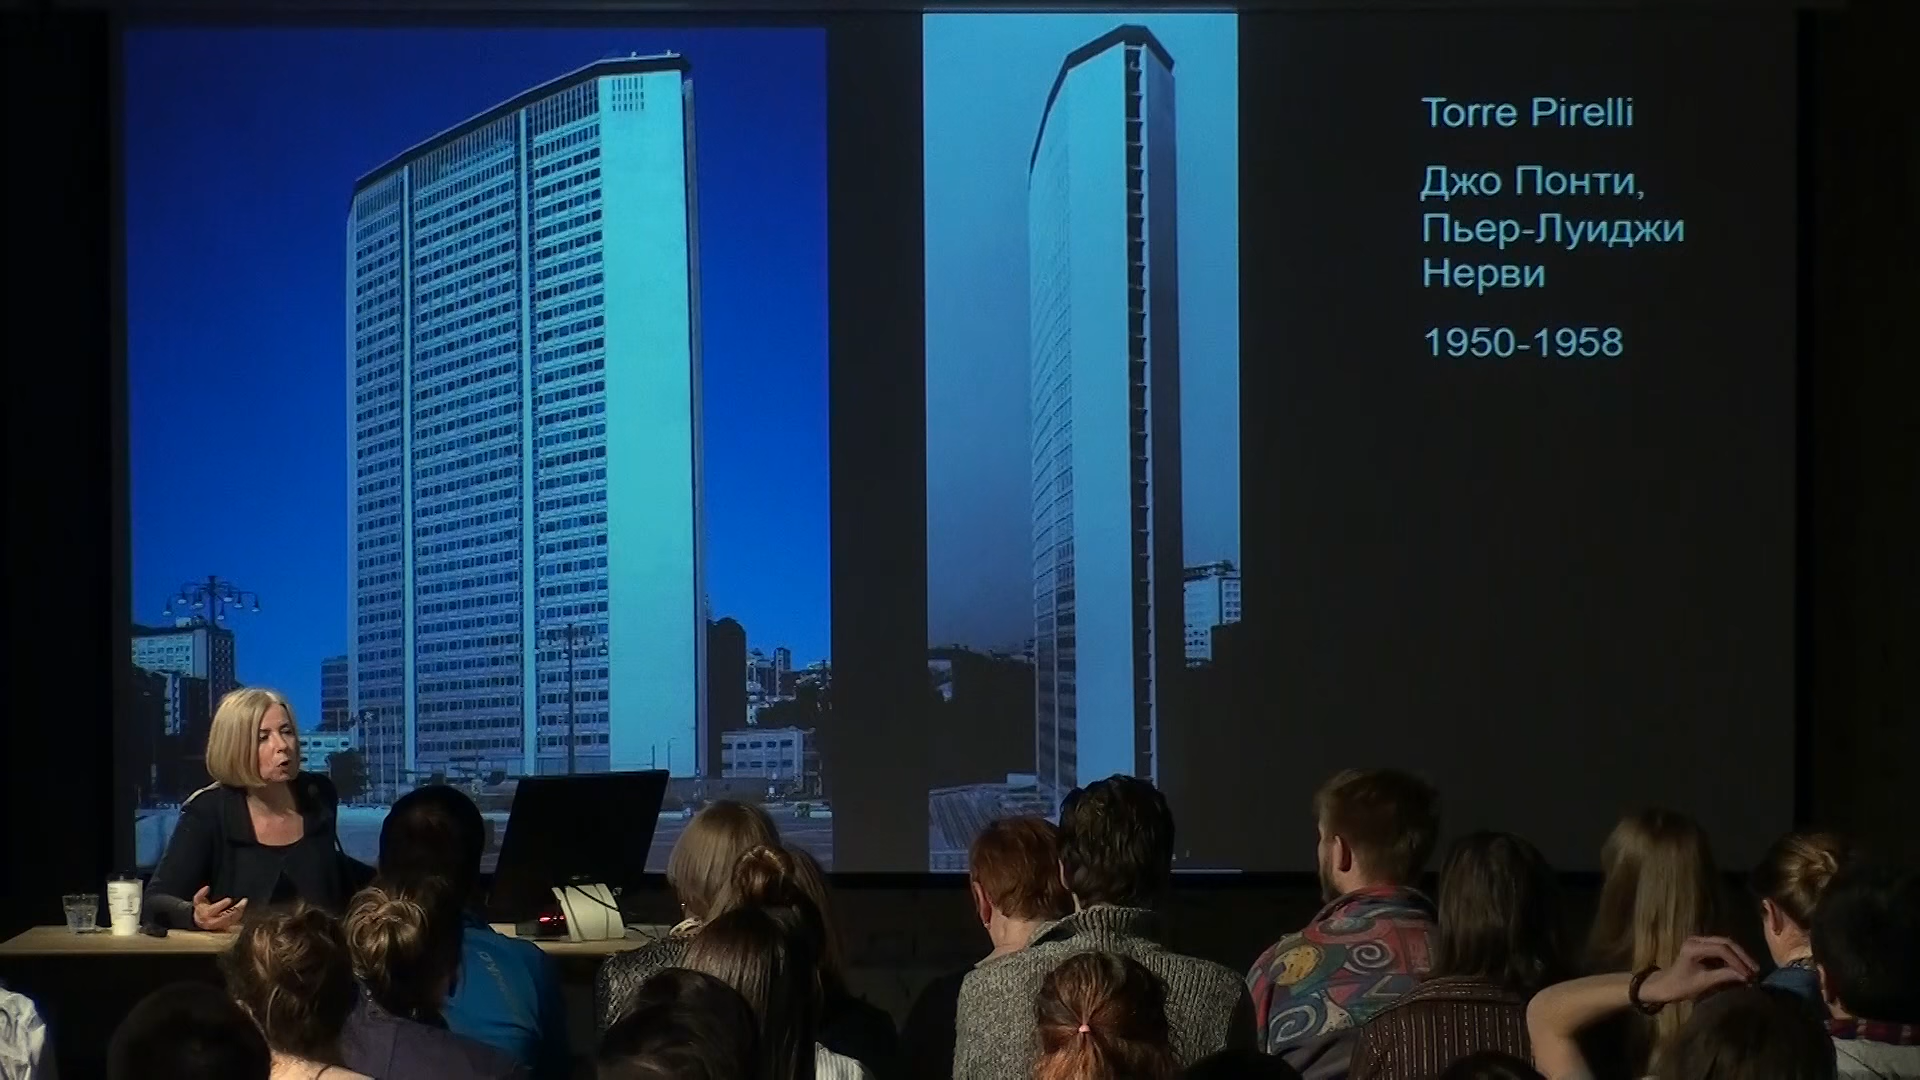 Torre Pirelli
Джо Понти,
Пьер-Луиджи
Нерви
1950-1958